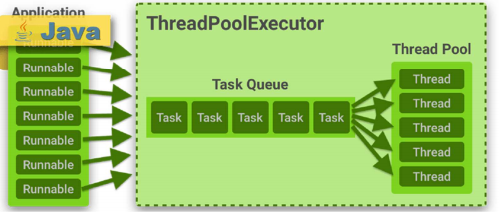 Application
Java
Runnable
Runnable
Runnable
Runnable
Runnable
Runnable
ThreadPoolExecutor
Task Queue
Task Task Task Task Task
Thread Pool
Thread
Thread
Thread
Thread
Thread